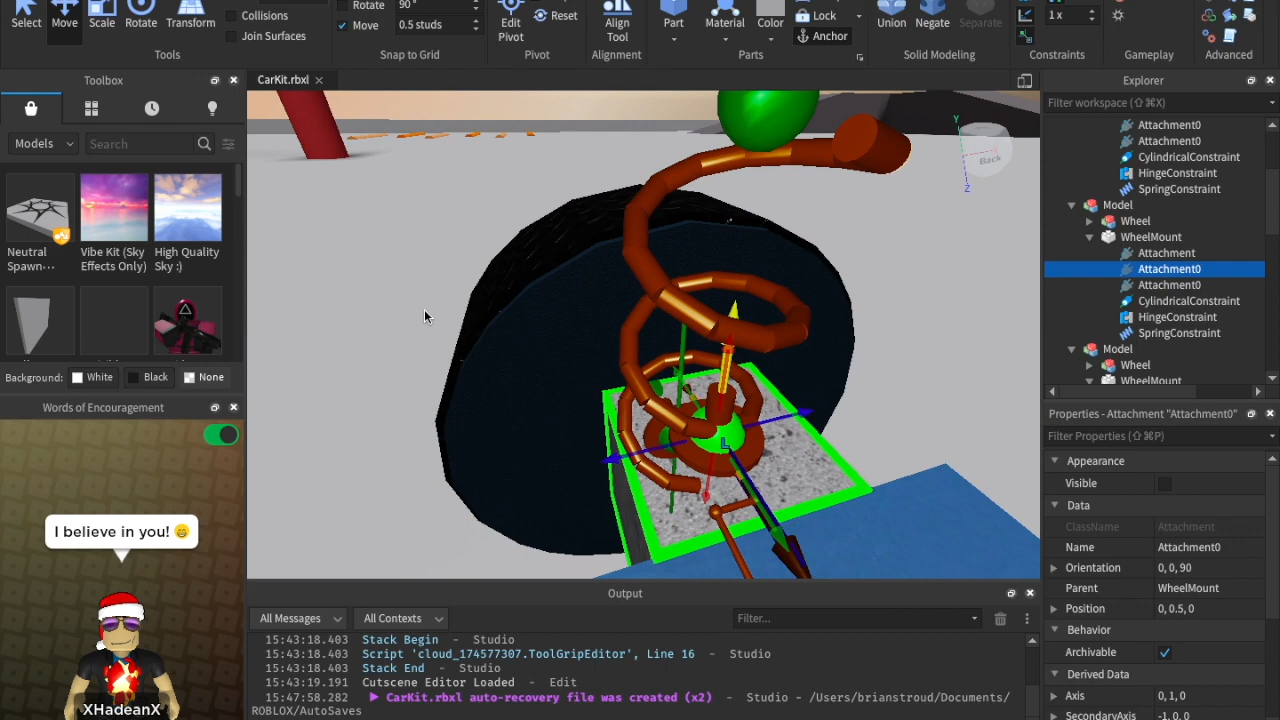 Select
Move
Scale
Rotate
Transform
Collisions
Join Surfaces
Tools
Rotate
90 °
Move
0.5 studs
Snap to Grid
Edit
Pivot
Reset
Pivot
Align
Tool
Alignment
Part
Material
Color
Lock
Anchor
Parts
Union
Negate
Separate
Solid Modeling
1 x
Constraints
Gameplay
Advanced
Toolbox
Models
Search
Neutral
Spawn...
Vibe Kit (Sky
Effects Only)
High Quality
Sky :)
Background:
White
Black
None
Words of Encouragement
I believe in you! 😄
XHadeanX
CarKit.rbxl
Y
Z
Back
L
Output
All Messages
All Contexts
Filter...
15:43:18.403 Stack Begin - Studio
15:43:18.403 Script 'cloud_174577307.ToolGripEditor', Line 16 - Studio
15:43:18.403 Stack End - Studio
15:43:19.191 Cutscene Editor Loaded - Edit
15:47:58.282 ▶ CarKit.rbxl auto-recovery file was created (x2) - Studio - /Users/brianstroud/Documents/
ROBLOX/AutoSaves
Explorer
Filter workspace (⇧⌘X)
Attachment0
Attachment0
CylindricalConstraint
HingeConstraint
SpringConstraint
Model
Wheel
WheelMount
Attachment
Attachment0
Attachment0
CylindricalConstraint
HingeConstraint
SpringConstraint
Model
Wheel
WheelMount
Properties - Attachment "Attachment0"
Filter Properties (⇧⌘P)
Appearance
Visible
Data
ClassName Attachment
Name Attachment0
Orientation 0, 0, 90
Parent WheelMount
Position 0, 0.5, 0
Behavior
Archivable
Derived Data
Axis 0, 1, 0
SecondaryAxis -1, 0, 0